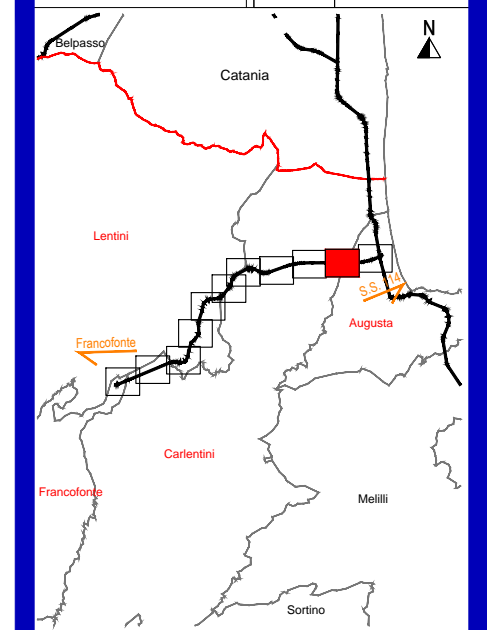 N
Belpasso
Catania
Lentini
S.S. 114
Augusta
Francofonte
Carlentini
Francofonte
Melilli
Sortino